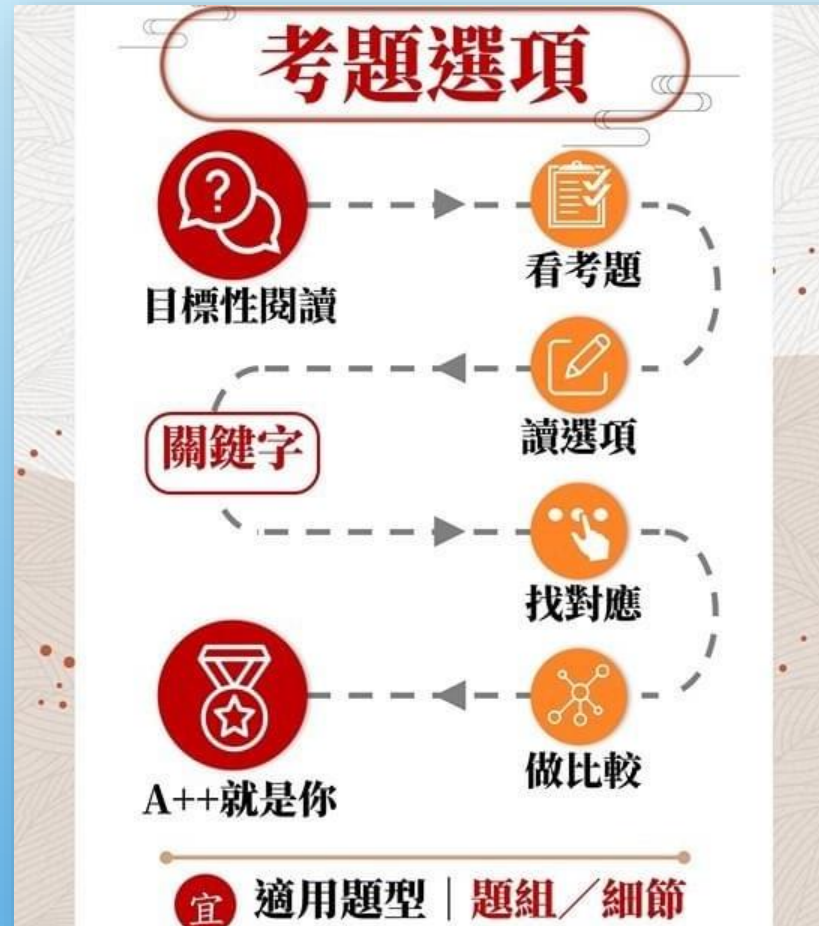 考題選項
目標性閱讀
看考題
讀選項
關鍵字
找對應
做比較
A++就是你
宜 適用題型｜題組／細節